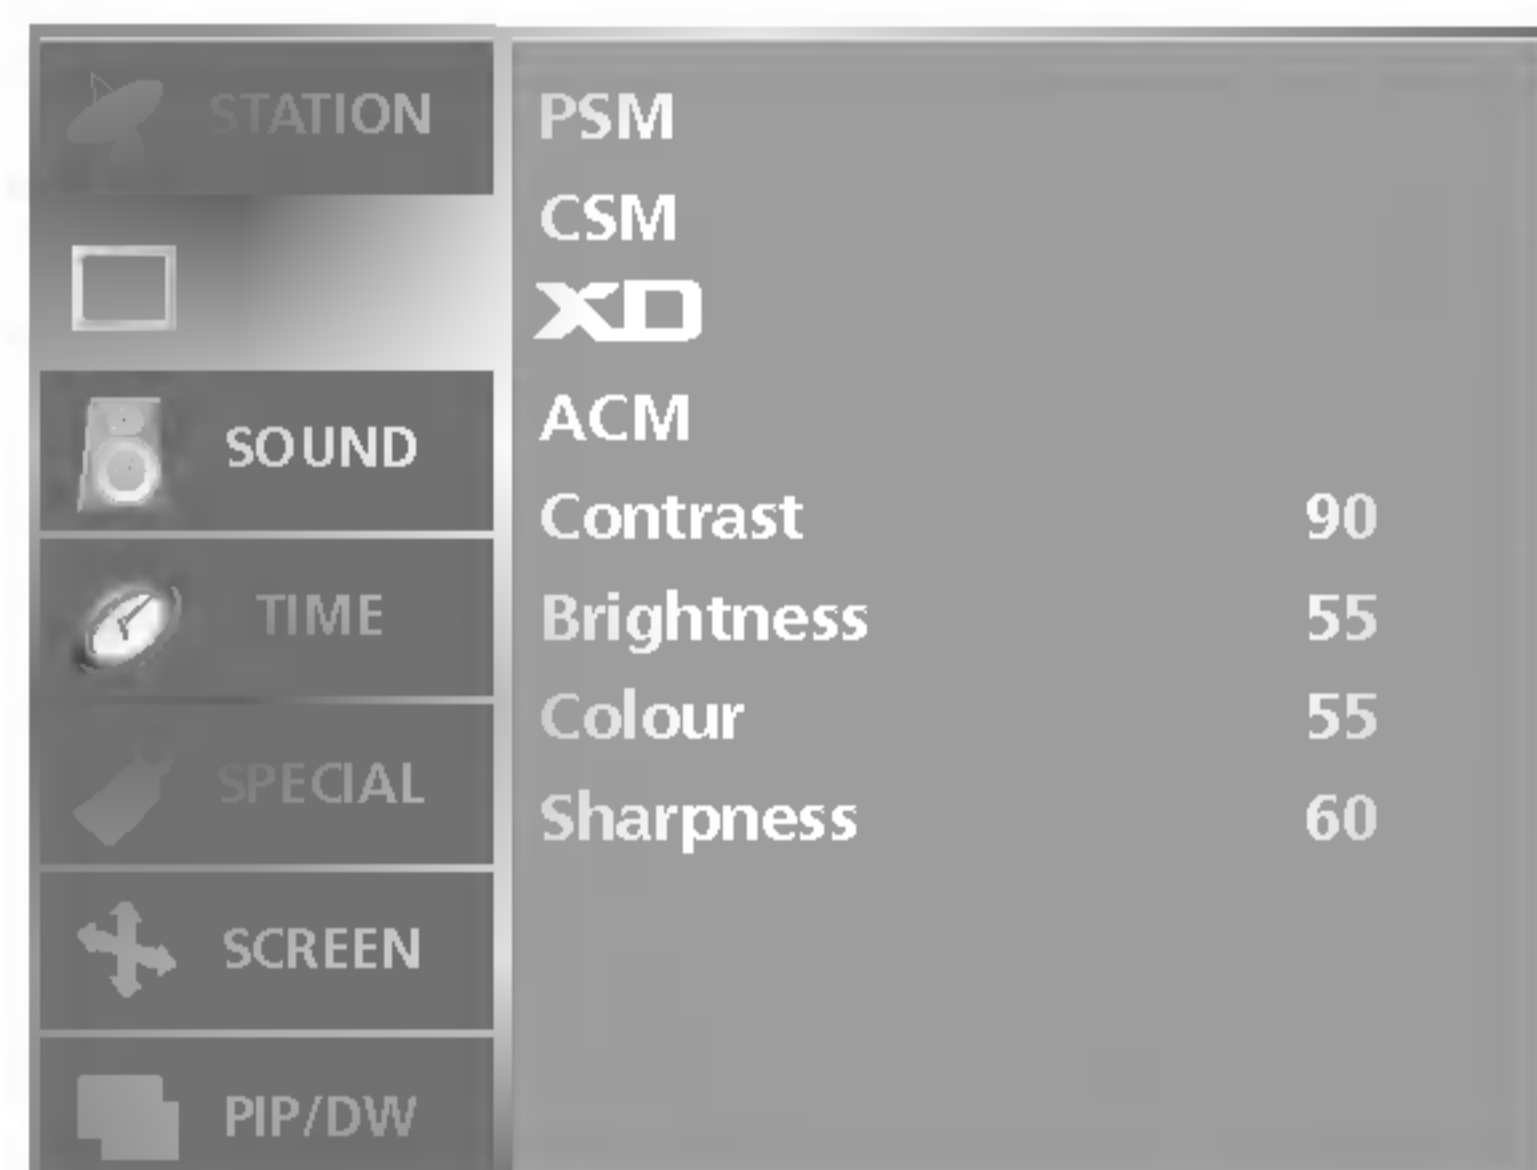 STATION
SOUND
TIME
SPECIAL
SCREEN
PIP/DW
PSM
CSM
XD
ACM
Contrast 90
Brightness 55
Colour 55
Sharpness 60